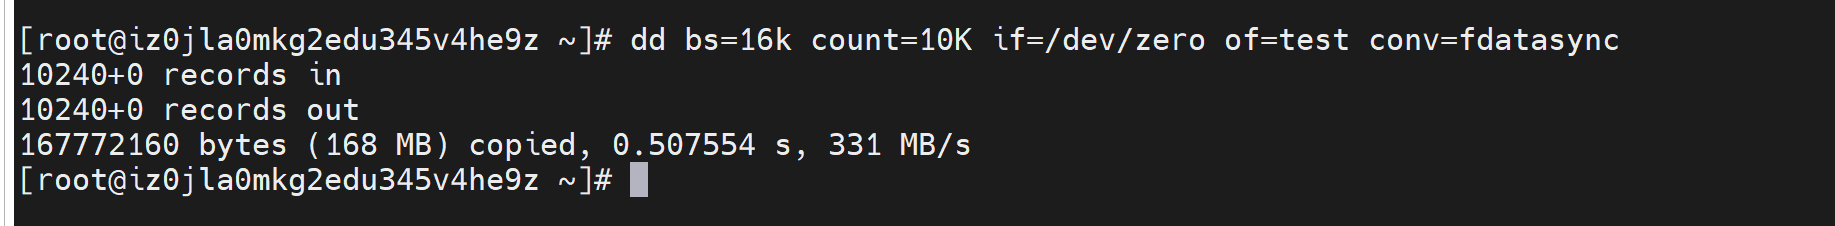 [root@iz0jla0mkg2edu345v4he9z ~]# dd bs=16k count=10K if=/dev/zero of=test conv=fdatasync
10240+0 records in
10240+0 records out
167772160 bytes (168 MB) copied, 0.507554 s, 331 MB/s
[root@iz0jla0mkg2edu345v4he9z ~]#